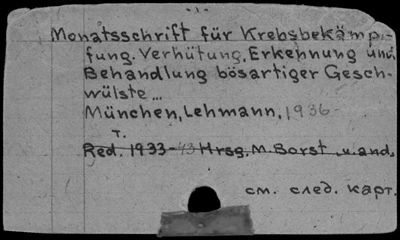 Monatsschrift für Krebsbekämp-
fung. Verhütung, Erkennung und
Behandlung bösartiger Gesch-
wülste...
München, Lehmann, 1936-
т.
Red. 1933-43 Hrsg. M. Borst u. and.
см. след. карт.